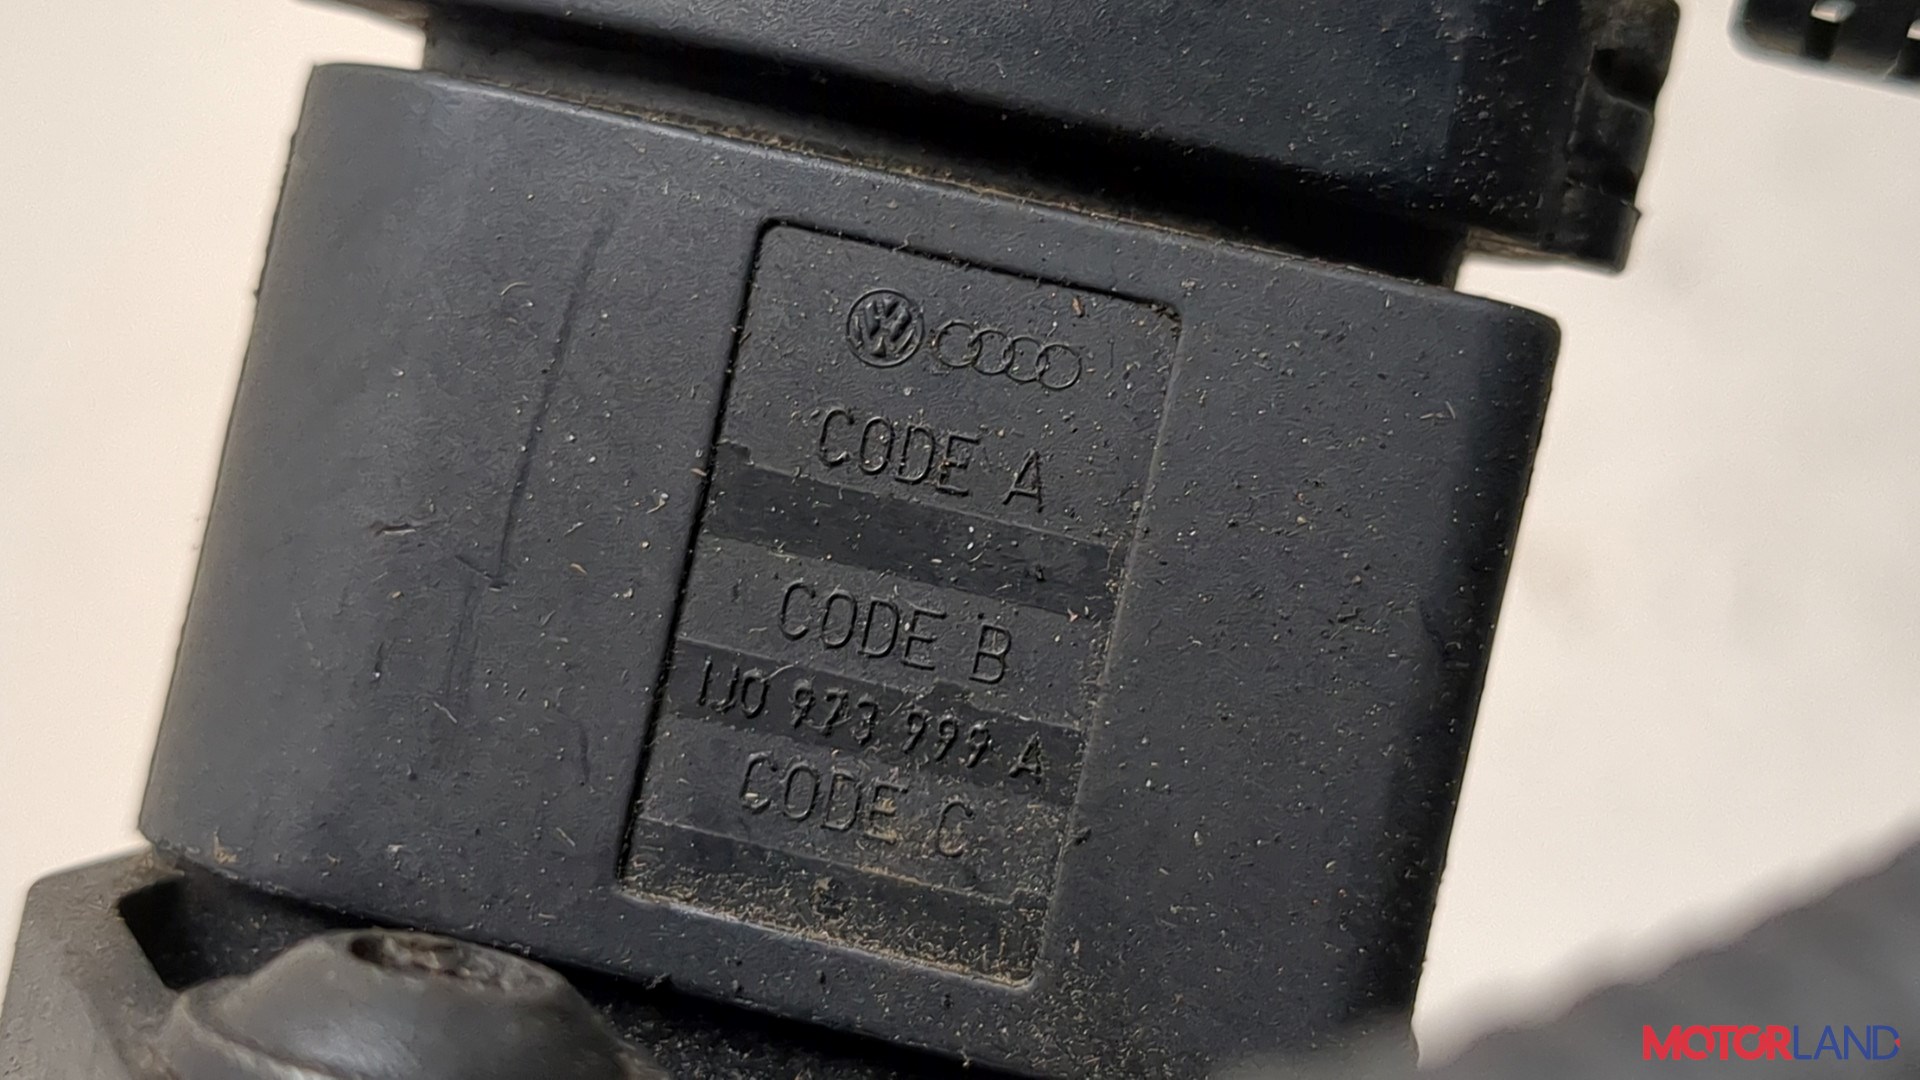 CODE A
CODE B
1J0 973 999 A
CODE C
MOTORLAND